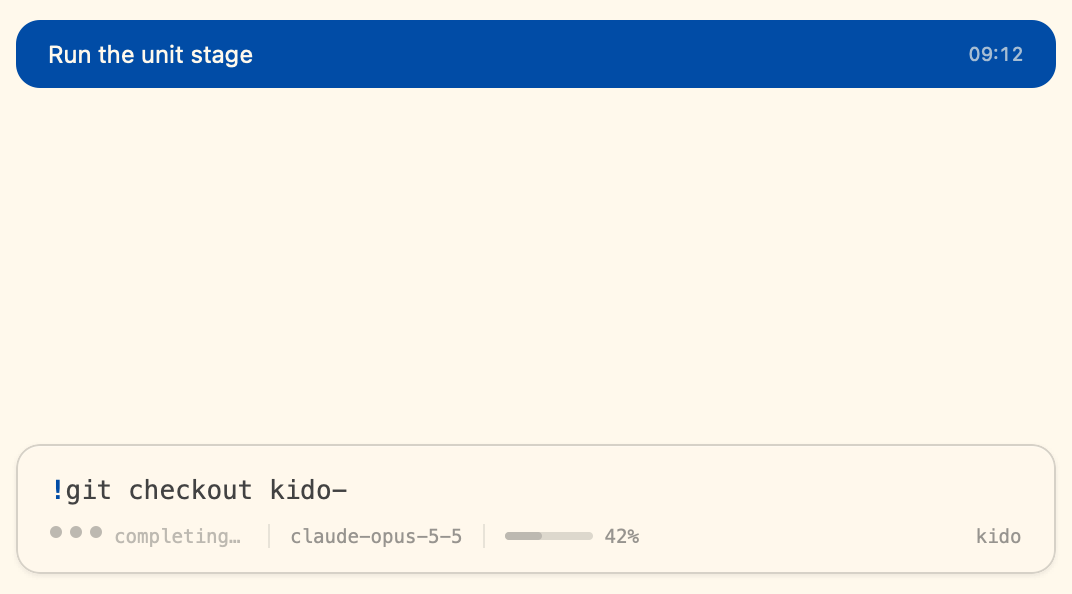 Run the unit stage 09:12
!git checkout kido-
completing… claude-opus-5-5 42% kido